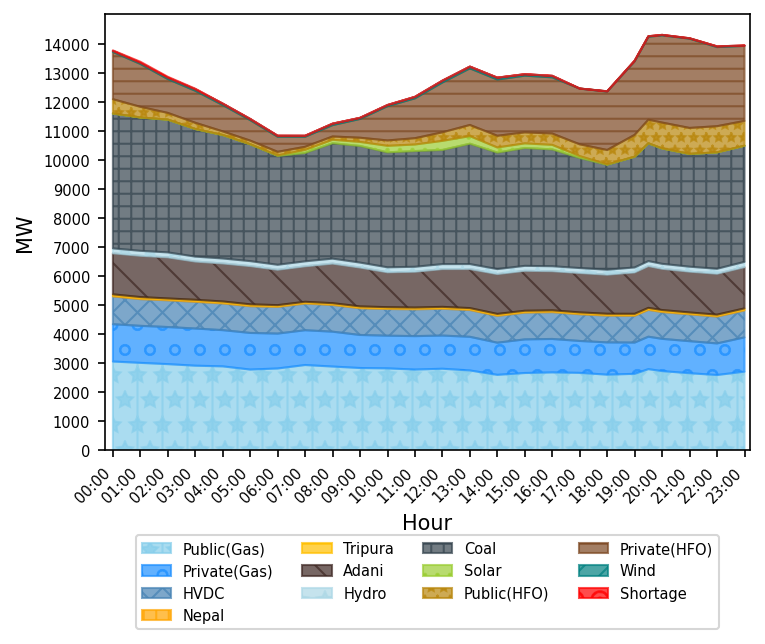 14000
13000
12000
11000
10000
9000
8000
7000
6000
5000
4000
3000
2000
1000
0
MW
00:00 01:00 02:00 03:00 04:00 05:00 06:00 07:00 08:00 09:00 10:00 11:00 12:00 13:00 14:00 15:00 16:00 17:00 18:00 19:00 20:00 21:00 22:00 23:00
Hour
Public(Gas) Tripura Coal Private(HFO)
Private(Gas) Adani Solar Wind
HVDC Hydro Public(HFO) Shortage
Nepal